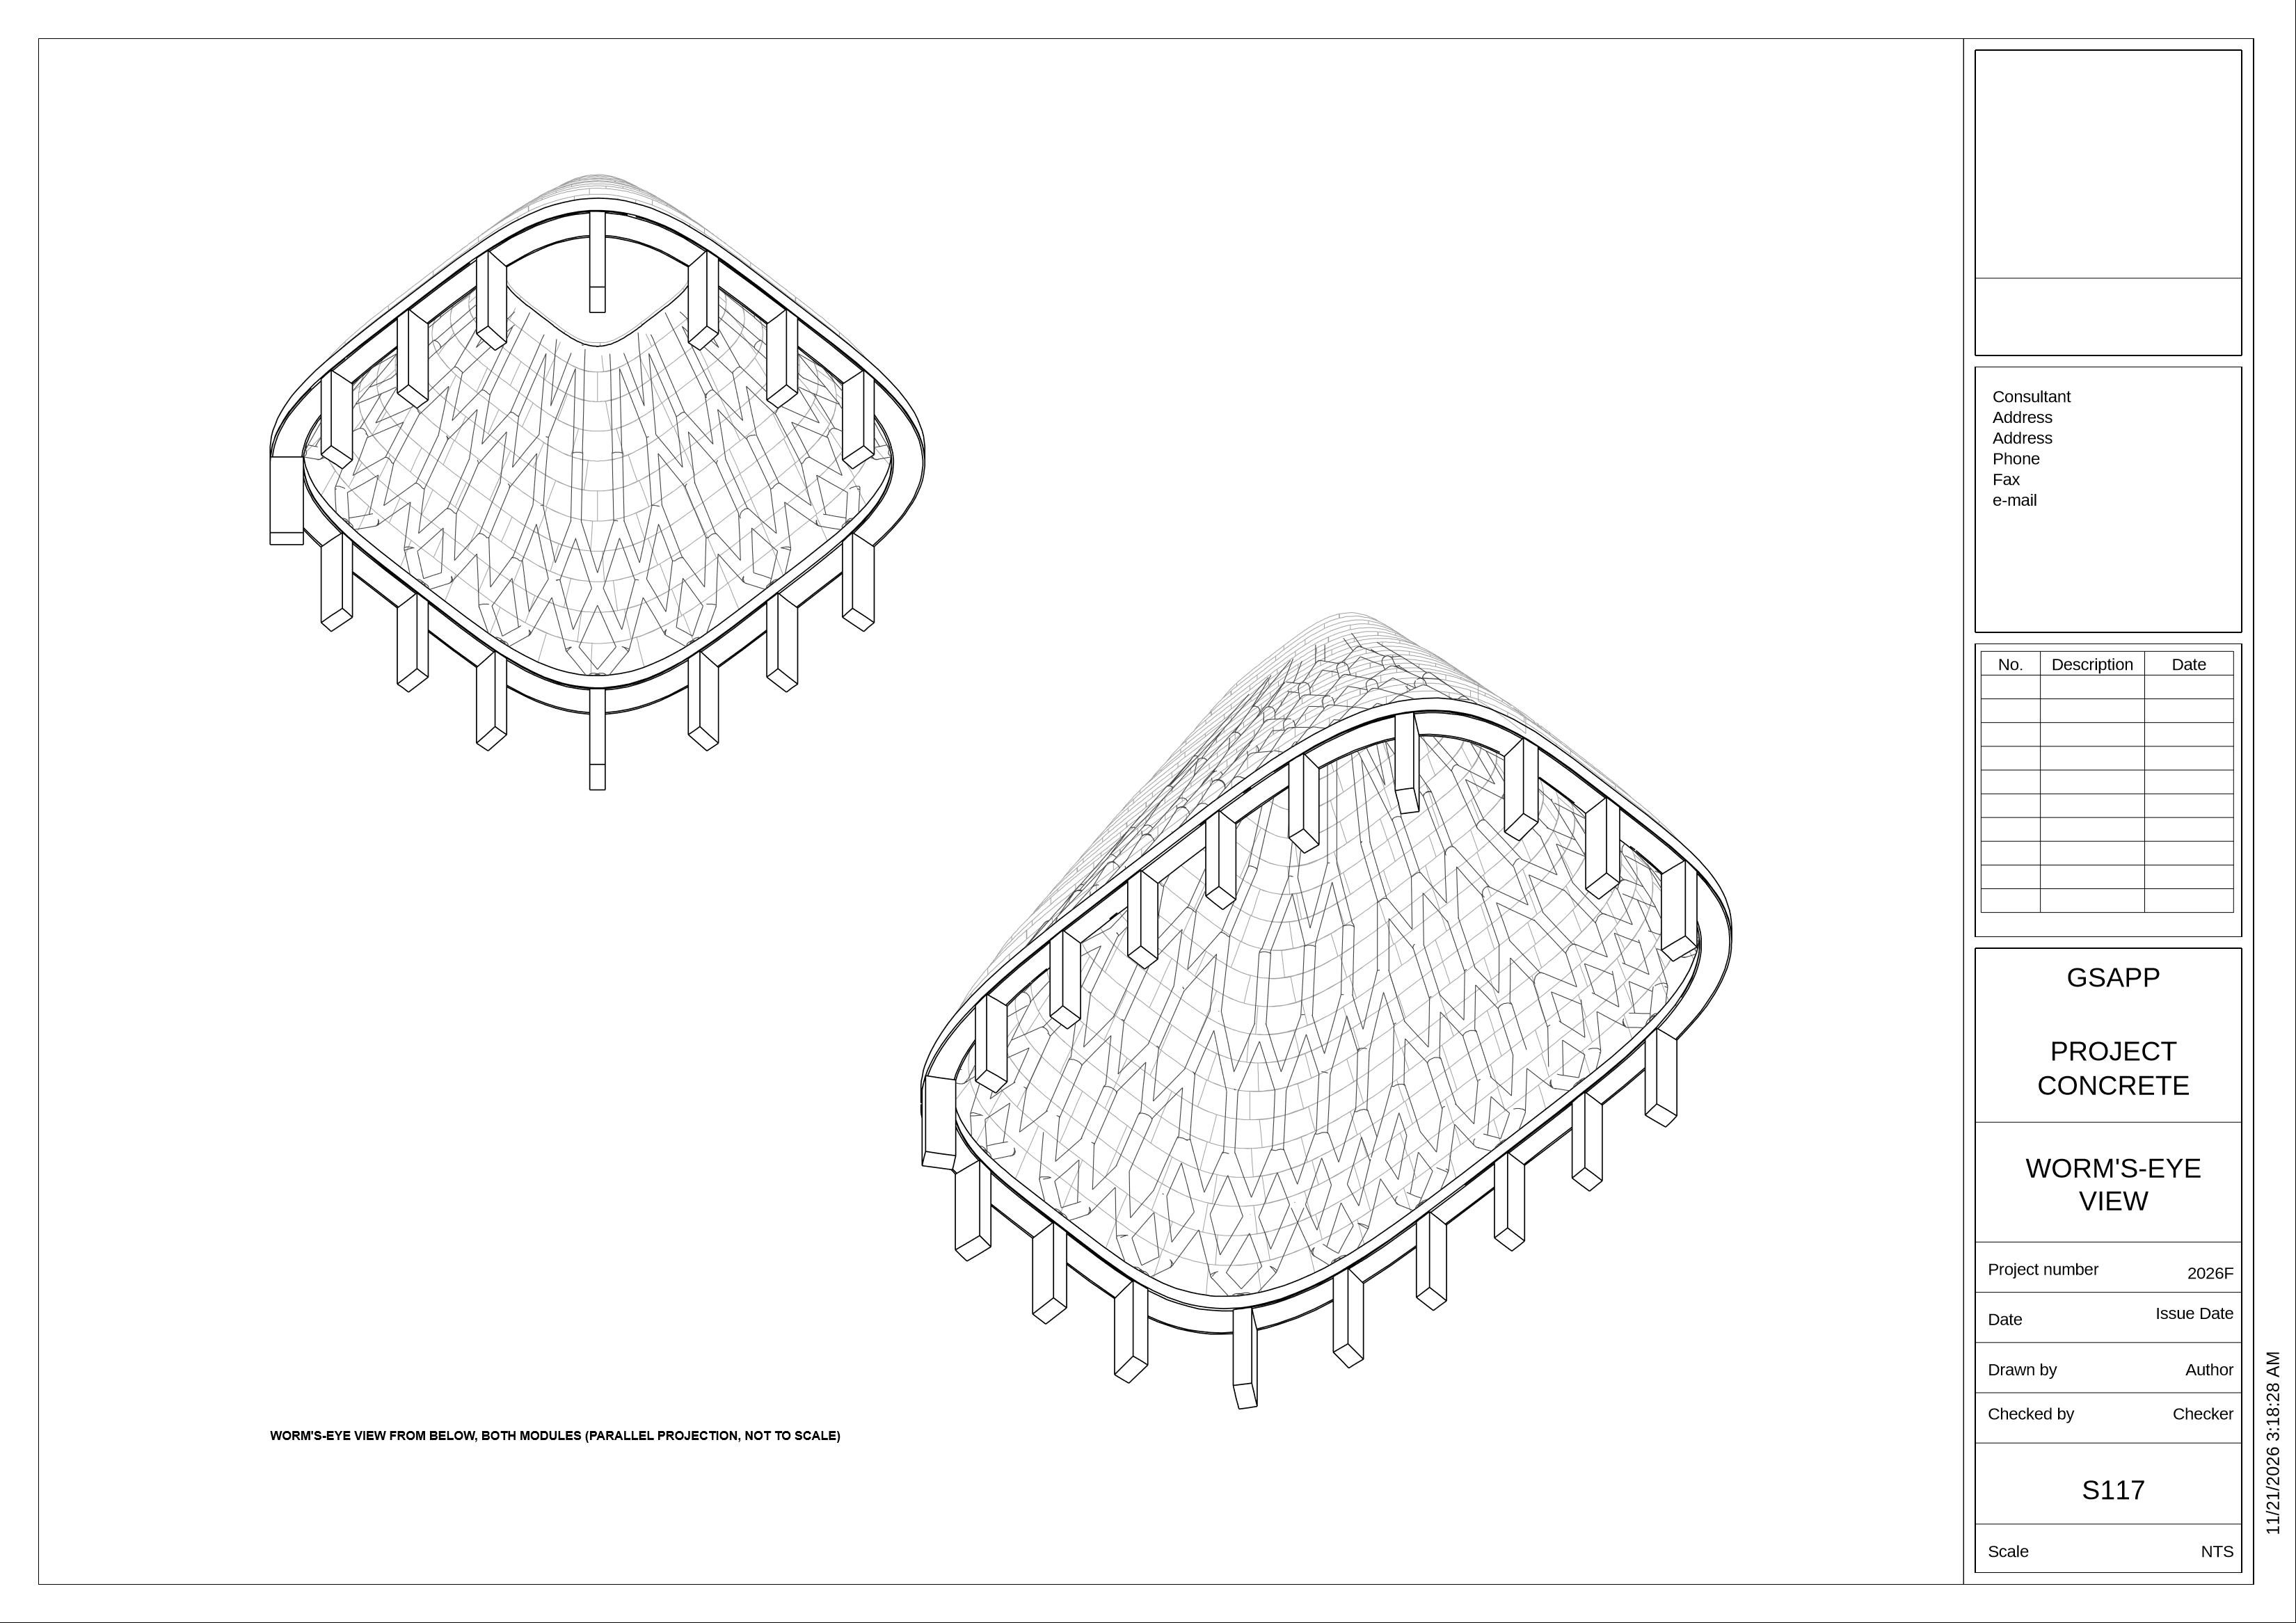 WORM'S-EYE VIEW FROM BELOW, BOTH MODULES (PARALLEL PROJECTION, NOT TO SCALE)
Consultant
Address
Address
Phone
Fax
e-mail
No. Description Date
GSAPP
PROJECT
CONCRETE
WORM'S-EYE
VIEW
Project number 2026F
Date Issue Date
Drawn by Author
Checked by Checker
S117
Scale NTS
11/21/2026 3:18:28 AM